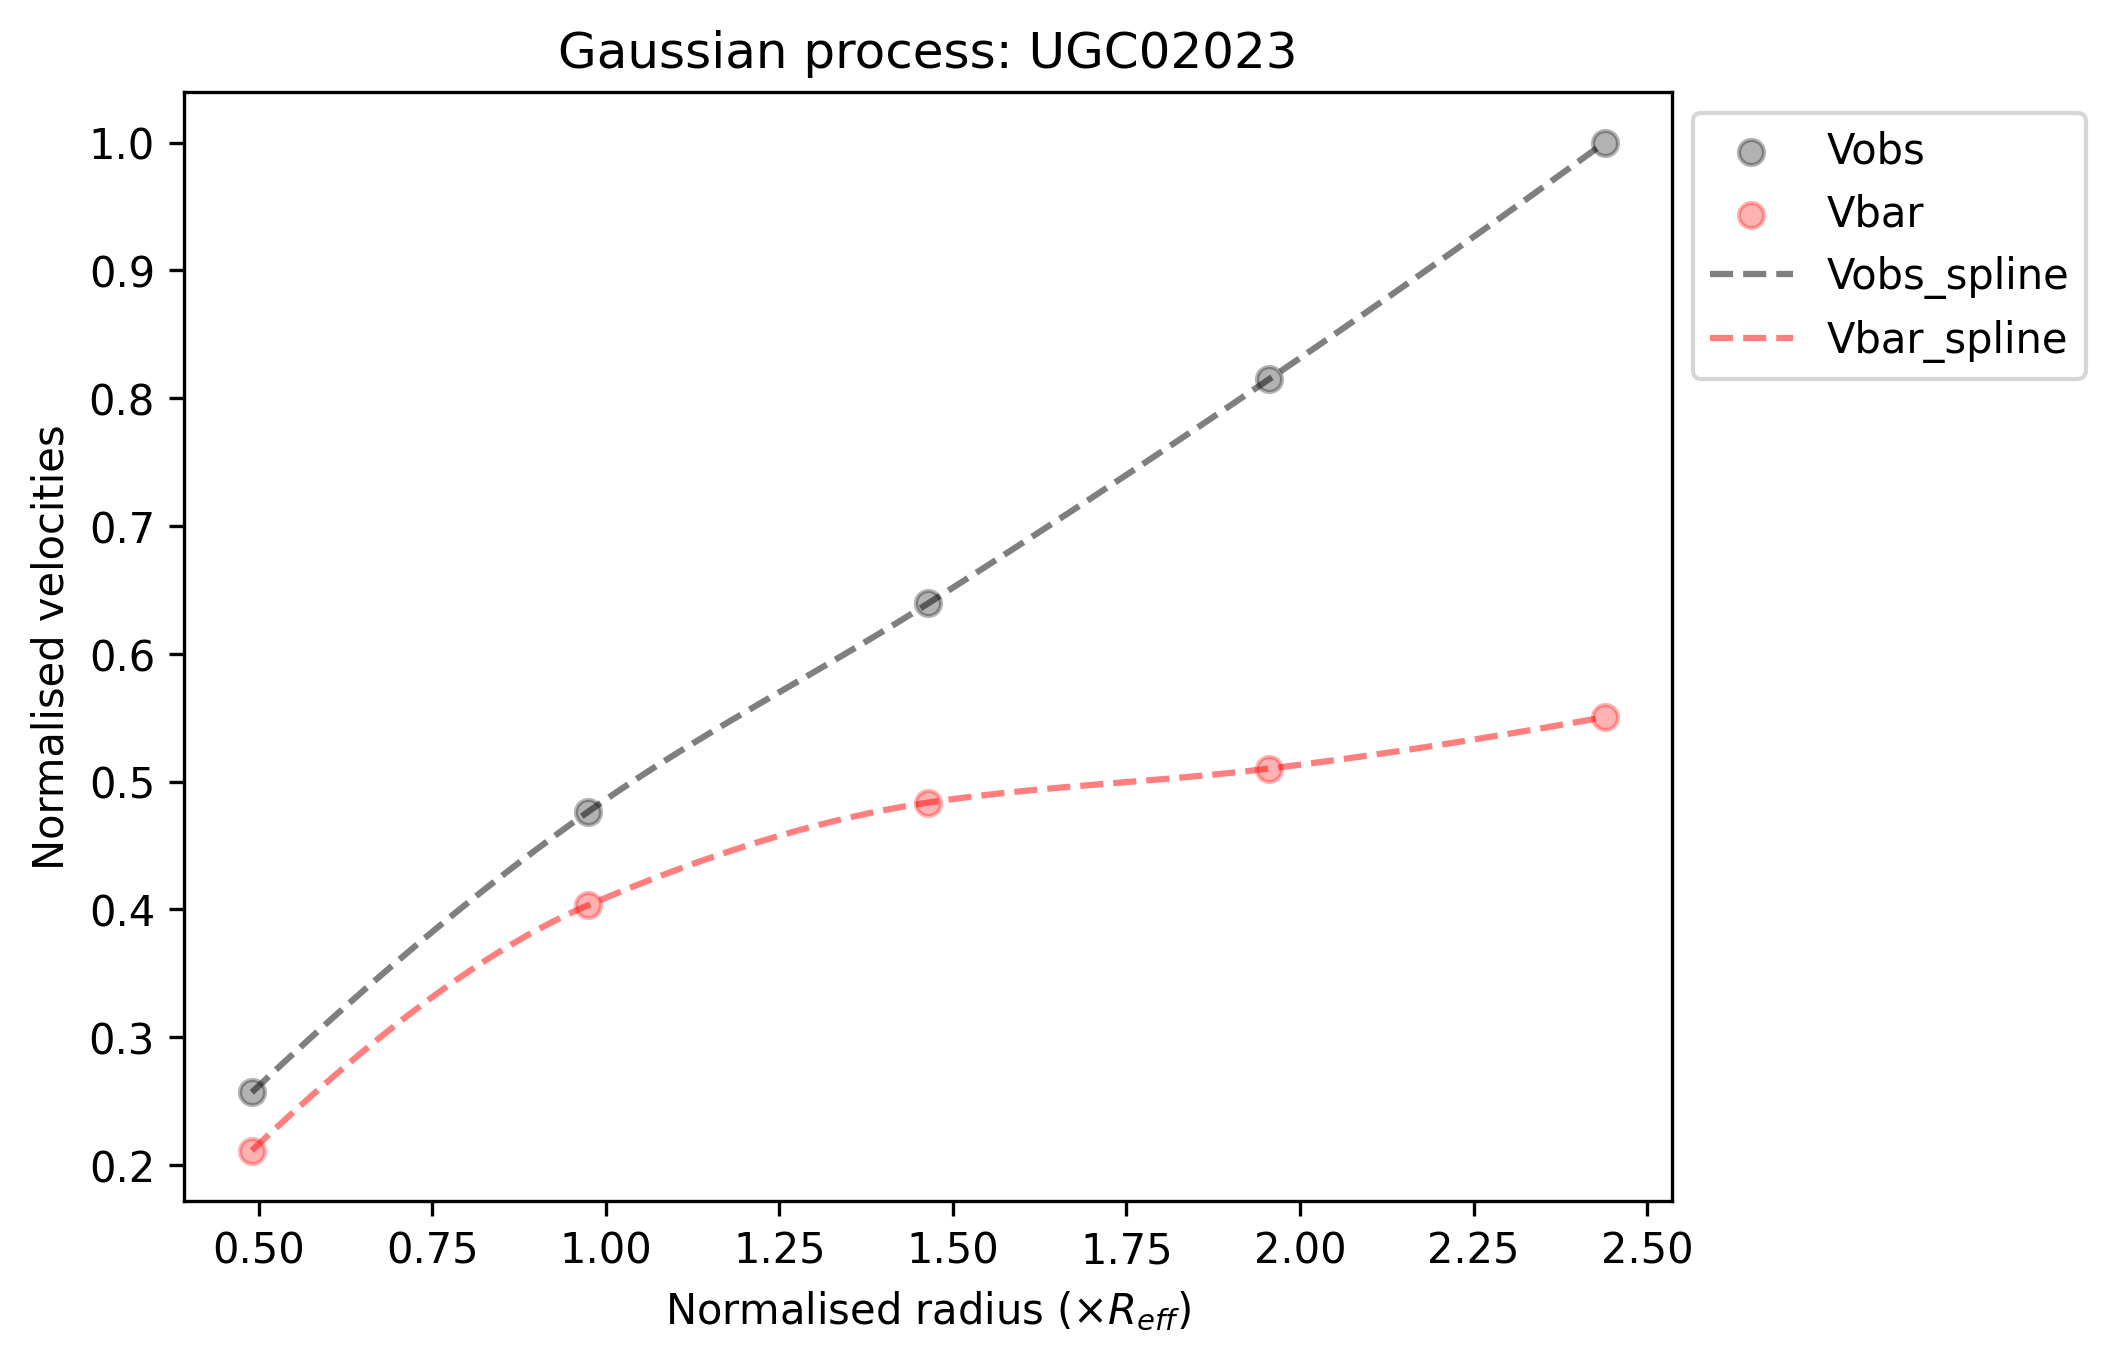 Gaussian process: UGC02023
Normalised velocities
1.0
0.9
0.8
0.7
0.6
0.5
0.4
0.3
0.2
0.50 0.75 1.00 1.25 1.50 1.75 2.00 2.25 2.50
Normalised radius (×R_eff)
Vobs
Vbar
Vobs_spline
Vbar_spline